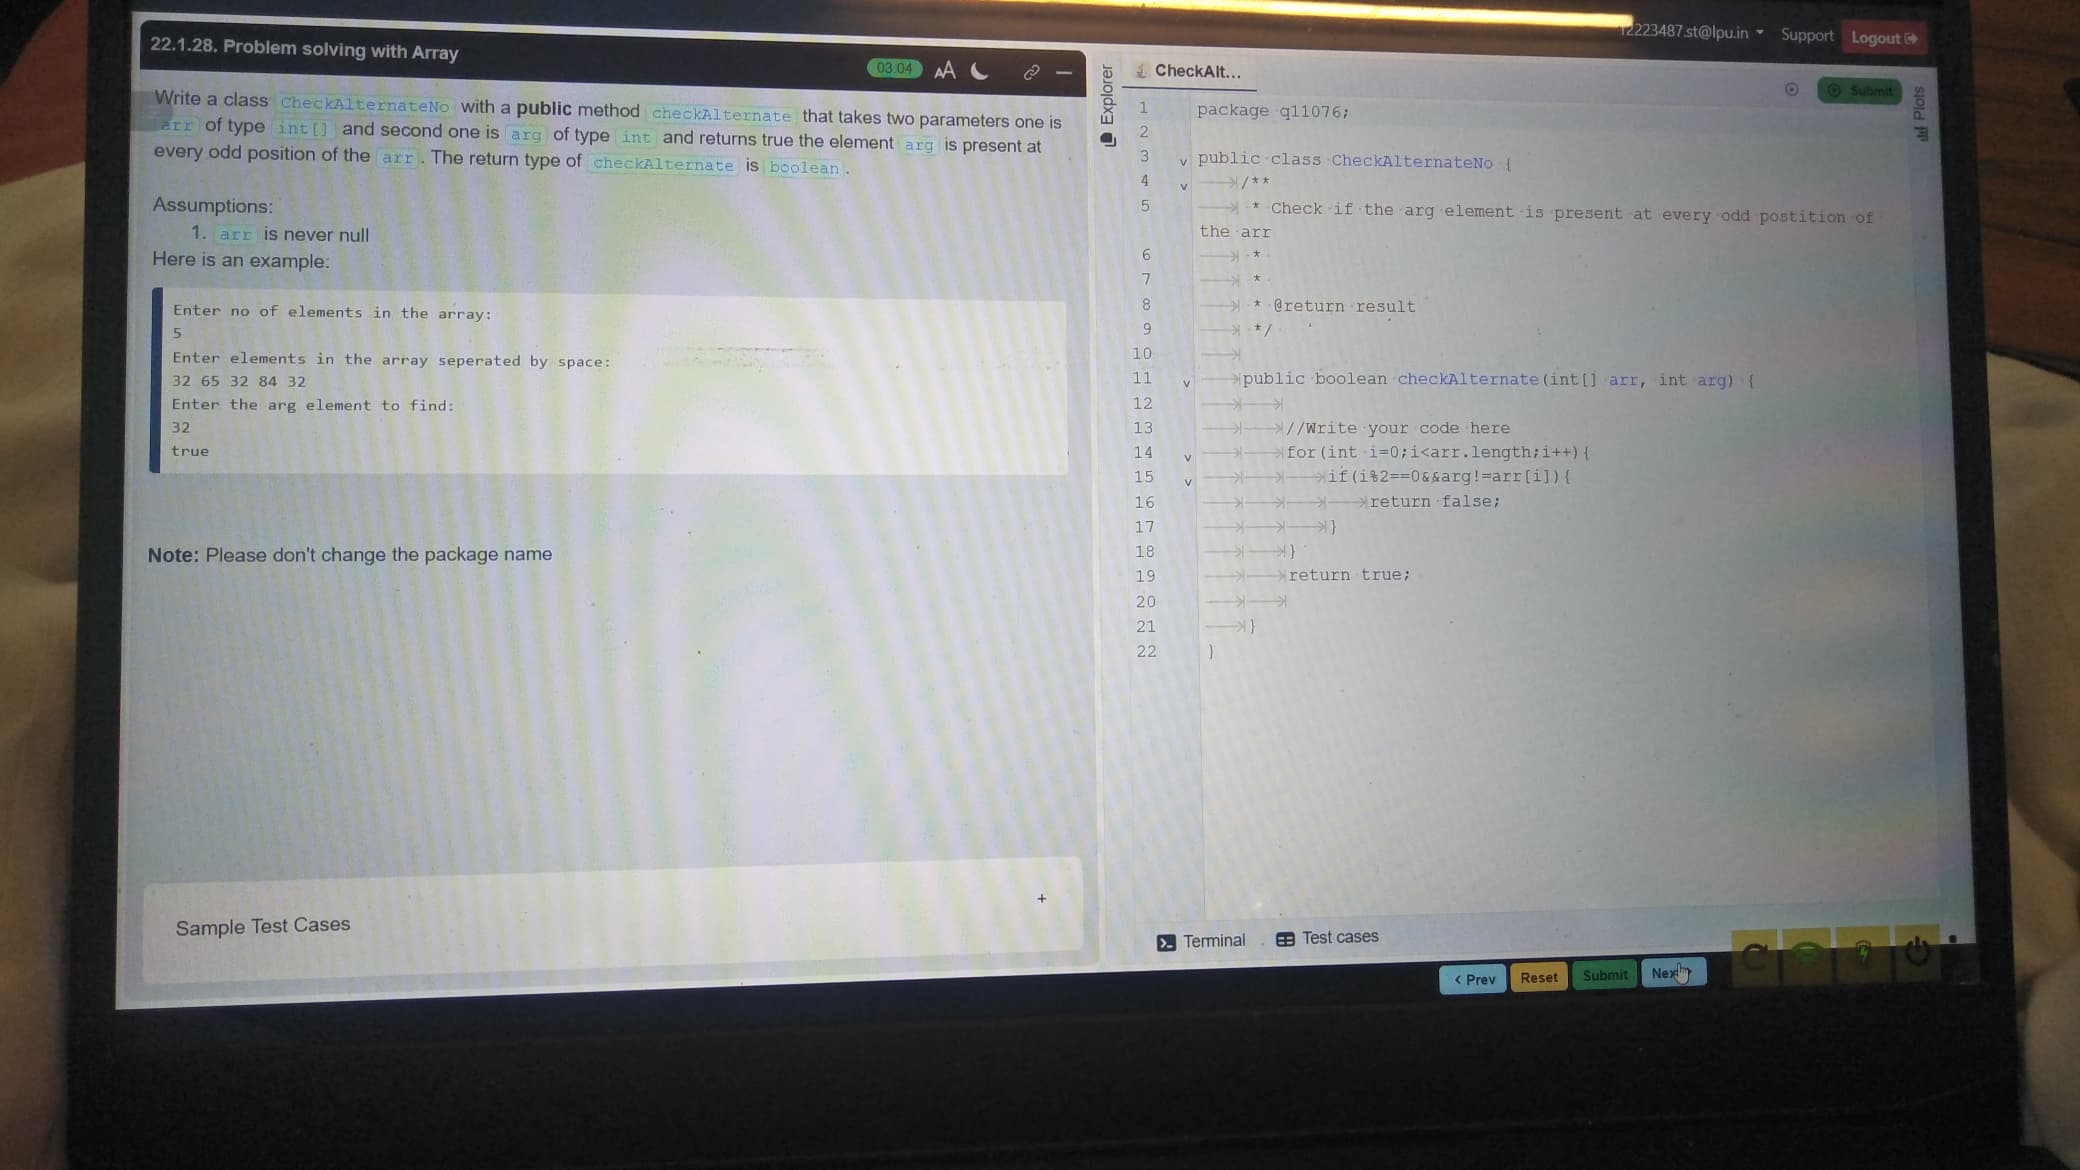 22.1.28. Problem solving with Array
03:04
AA
Write a class CheckAlternateNo with a public method checkAlternate that takes two parameters one is
arr of type int[] and second one is arg of type int and returns true the element arg is present at
every odd position of the arr. The return type of checkAlternate is boolean.
Assumptions:
1. arr is never null
Here is an example:
Enter no of elements in the array:
5
Enter elements in the array seperated by space:
32 65 32 84 32
Enter the arg element to find:
32
true
Note: Please don't change the package name
Sample Test Cases
+
12223487.st@lpu.in
Support
Logout
Explorer
CheckAlt...
Submit
Plots
1 package q11076;
2
3 public class CheckAlternateNo {
4 /**
5 * Check if the arg element is present at every odd postition of
the arr
6 *
7 *
8 * @return result
9 */
10
11 public boolean checkAlternate(int[] arr, int arg) {
12
13 //Write your code here
14 for(int i=0;i<arr.length;i++){
15 if(i%2==0&&arg!=arr[i]){
16 return false;
17 }
18 }
19 return true;
20
21 }
22 }
Terminal
Test cases
< Prev
Reset
Submit